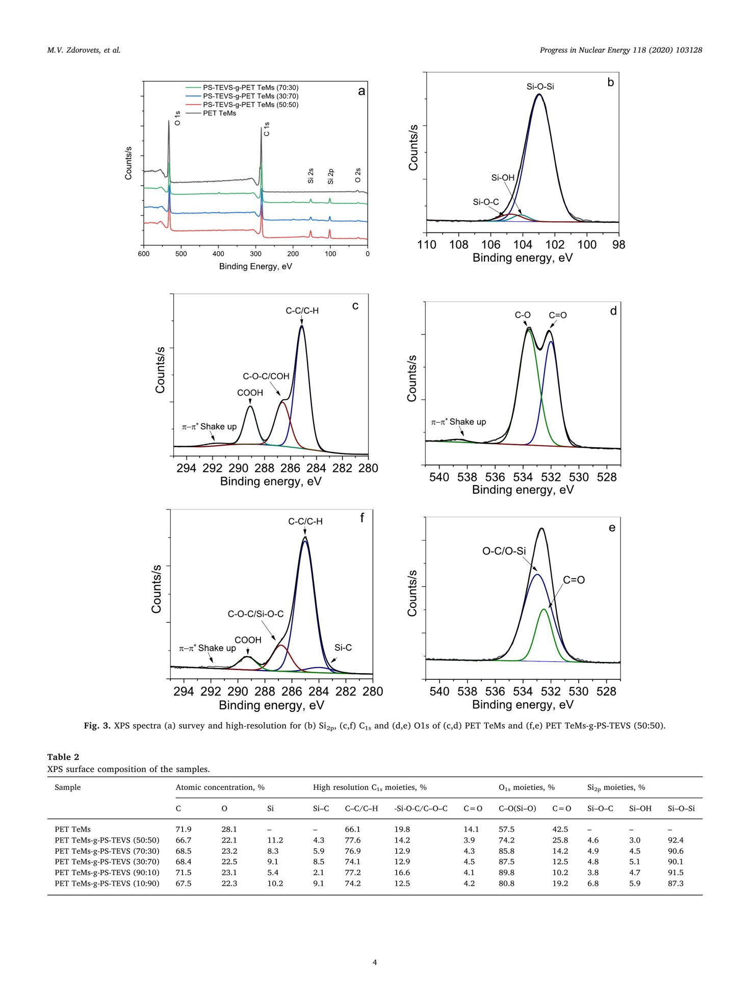 M.V. Zdorovets, et al.
Progress in Nuclear Energy 118 (2020) 103128
PS-TEVS-g-PET TeMs (70:30)
PS-TEVS-g-PET TeMs (30:70)
PS-TEVS-g-PET TeMs (50:50)
PET TeMs
a
O 1s
C 1s
Si 2s
Si 2p
O 2s
Counts/s
600 500 400 300 200 100 0
Binding Energy, eV
b
Si-O-Si
Si-OH
Si-O-C
Counts/s
110 108 106 104 102 100 98
Binding energy, eV
c
C-C/C-H
C-O-C/COH
COOH
π–π* Shake up
Counts/s
294 292 290 288 286 284 282 280
Binding energy, eV
d
C-O
C=O
π–π* Shake up
Counts/s
540 538 536 534 532 530 528
Binding energy, eV
f
C-C/C-H
C-O-C/Si-O-C
COOH
π–π* Shake up
Si-C
Counts/s
294 292 290 288 286 284 282 280
Binding energy, eV
e
O-C/O-Si
C=O
Counts/s
540 538 536 534 532 530 528
Binding energy, eV
Fig. 3. XPS spectra (a) survey and high-resolution for (b) Si2p, (c,f) C1s and (d,e) O1s of (c,d) PET TeMs and (f,e) PET TeMs-g-PS-TEVS (50:50).
Table 2
XPS surface composition of the samples.
Sample Atomic concentration, % High resolution C1s moieties, % O1s moieties, % Si2p moieties, %
C O Si Si–C C–C/C–H -Si-O-C/C–O–C C=O C–O(Si–O) C=O Si–O–C Si–OH Si–O–Si
PET TeMs 71.9 28.1 – – 66.1 19.8 14.1 57.5 42.5 – – –
PET TeMs-g-PS-TEVS (50:50) 66.7 22.1 11.2 4.3 77.6 14.2 3.9 74.2 25.8 4.6 3.0 92.4
PET TeMs-g-PS-TEVS (70:30) 68.5 23.2 8.3 5.9 76.9 12.9 4.3 85.8 14.2 4.9 4.5 90.6
PET TeMs-g-PS-TEVS (30:70) 68.4 22.5 9.1 8.5 74.1 12.9 4.5 87.5 12.5 4.8 5.1 90.1
PET TeMs-g-PS-TEVS (90:10) 71.5 23.1 5.4 2.1 77.2 16.6 4.1 89.8 10.2 3.8 4.7 91.5
PET TeMs-g-PS-TEVS (10:90) 67.5 22.3 10.2 9.1 74.2 12.5 4.2 80.8 19.2 6.8 5.9 87.3
4